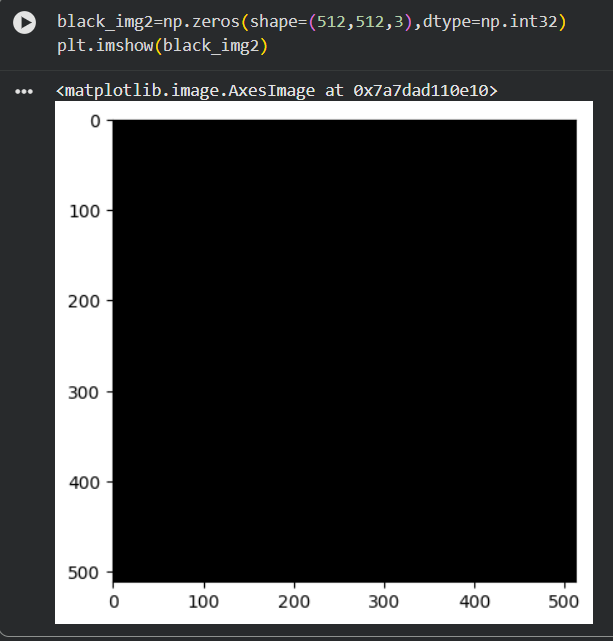 black_img2=np.zeros(shape=(512,512,3),dtype=np.int32)
plt.imshow(black_img2)
<matplotlib.image.AxesImage at 0x7a7dad110e10>
0
100
200
300
400
500
0 100 200 300 400 500